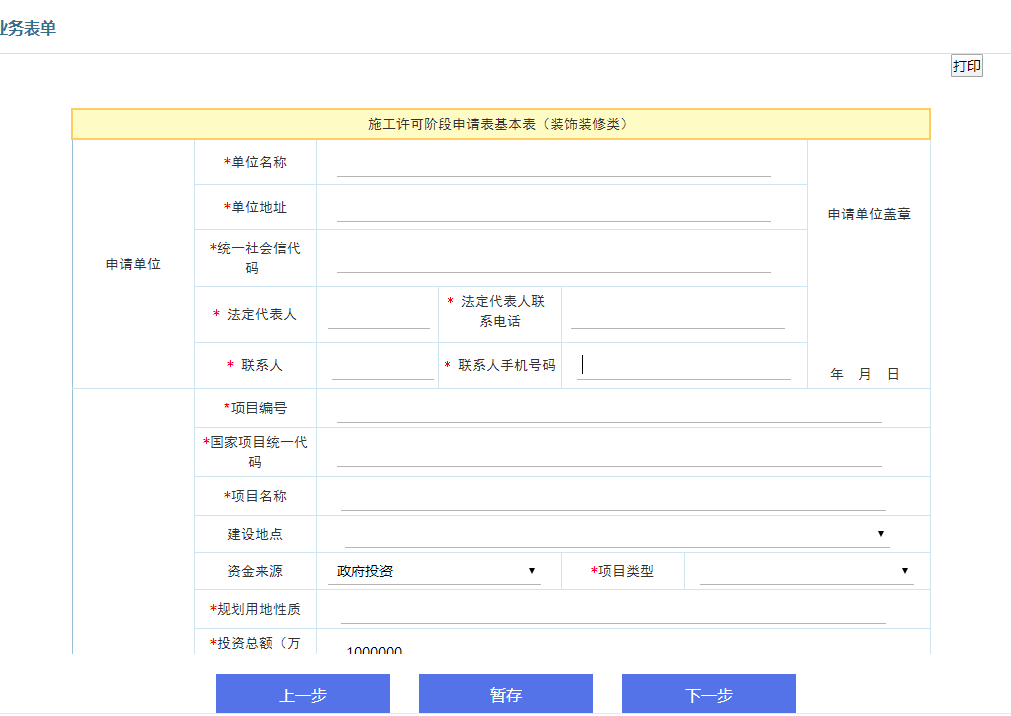 业务表单
打印
施工许可阶段申请表基本表（装饰装修类）
申请单位
*单位名称
申请单位盖章
年 月 日
*单位地址
*统一社会信代
码
* 法定代表人
* 法定代表人联
系电话
* 联系人
* 联系人手机号码
*项目编号
*国家项目统一代
码
*项目名称
建设地点
资金来源
政府投资
*项目类型
*规划用地性质
*投资总额（万
1000000
上一步
暂存
下一步